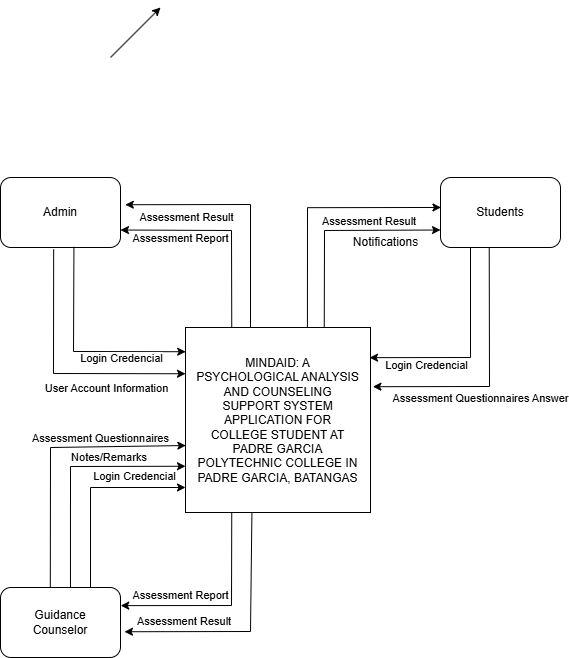 Admin
Assessment Result
Assessment Report
Students
Assessment Result
Notifications
Login Credencial
User Account Information
MINDAID: A
PSYCHOLOGICAL ANALYSIS
AND COUNSELING
SUPPORT SYSTEM
APPLICATION FOR
COLLEGE STUDENT AT
PADRE GARCIA
POLYTECHNIC COLLEGE IN
PADRE GARCIA, BATANGAS
Login Credencial
Assessment Questionnaires Answer
Assessment Questionnaires
Notes/Remarks
Login Credencial
Guidance
Counselor
Assessment Report
Assessment Result